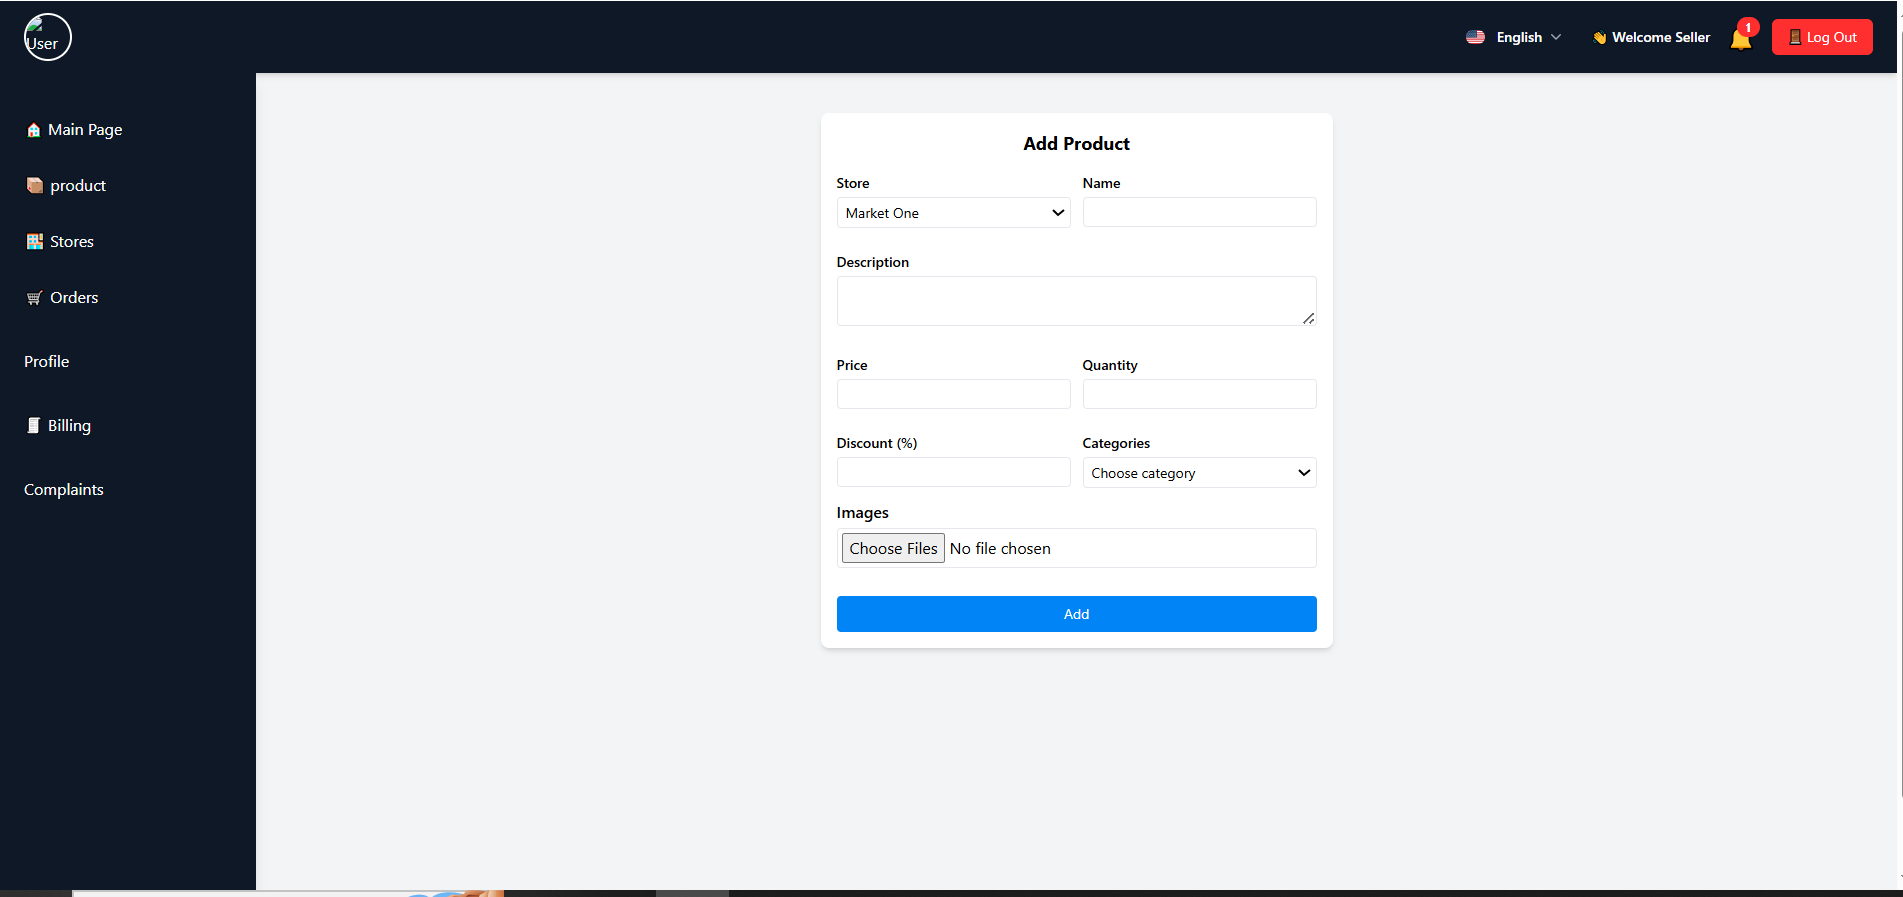 User
English
👋 Welcome Seller
1
Log Out
Main Page
product
Stores
Orders
Profile
Billing
Complaints
Add Product
Store
Name
Market One
Description
Price
Quantity
Discount (%)
Categories
Choose category
Images
Choose Files No file chosen
Add